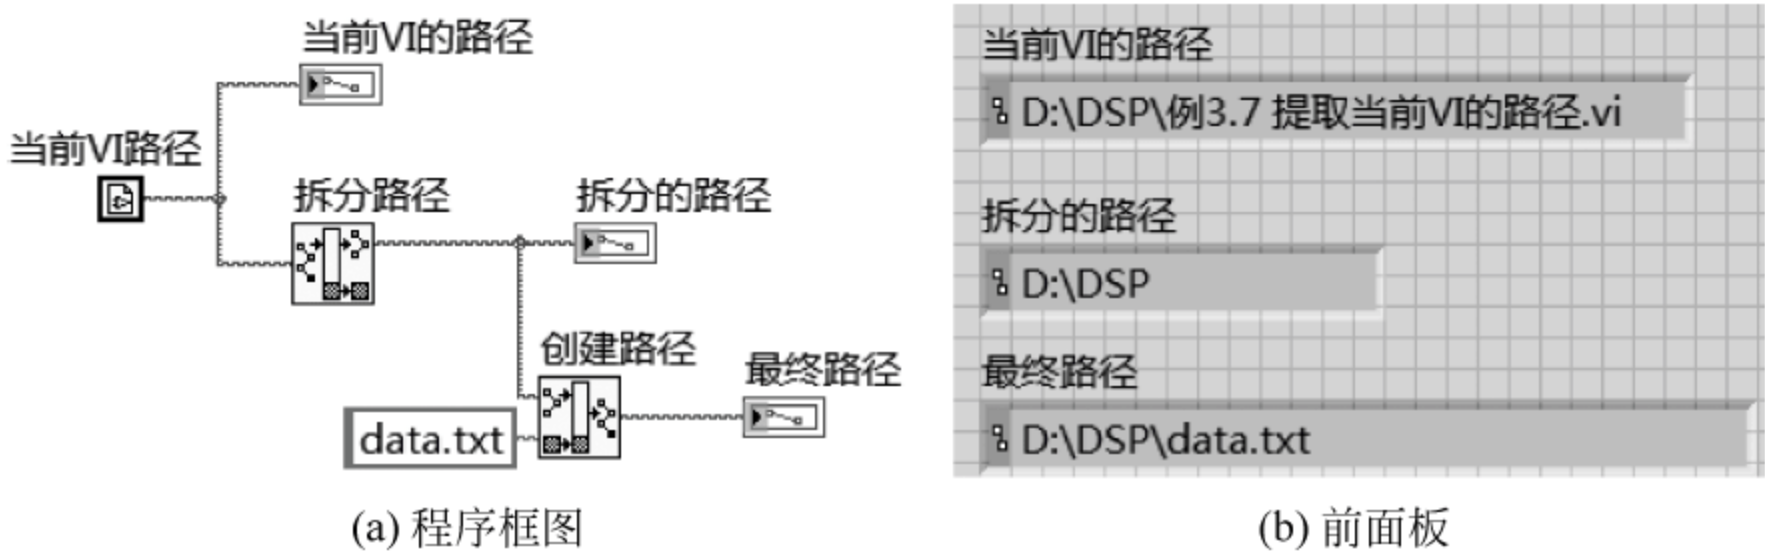 当前VI的路径
当前VI路径
拆分路径
拆分的路径
创建路径
最终路径
data.txt
(a) 程序框图
当前VI的路径
D:\DSP\例3.7 提取当前VI的路径.vi
拆分的路径
D:\DSP
最终路径
D:\DSP\data.txt
(b) 前面板